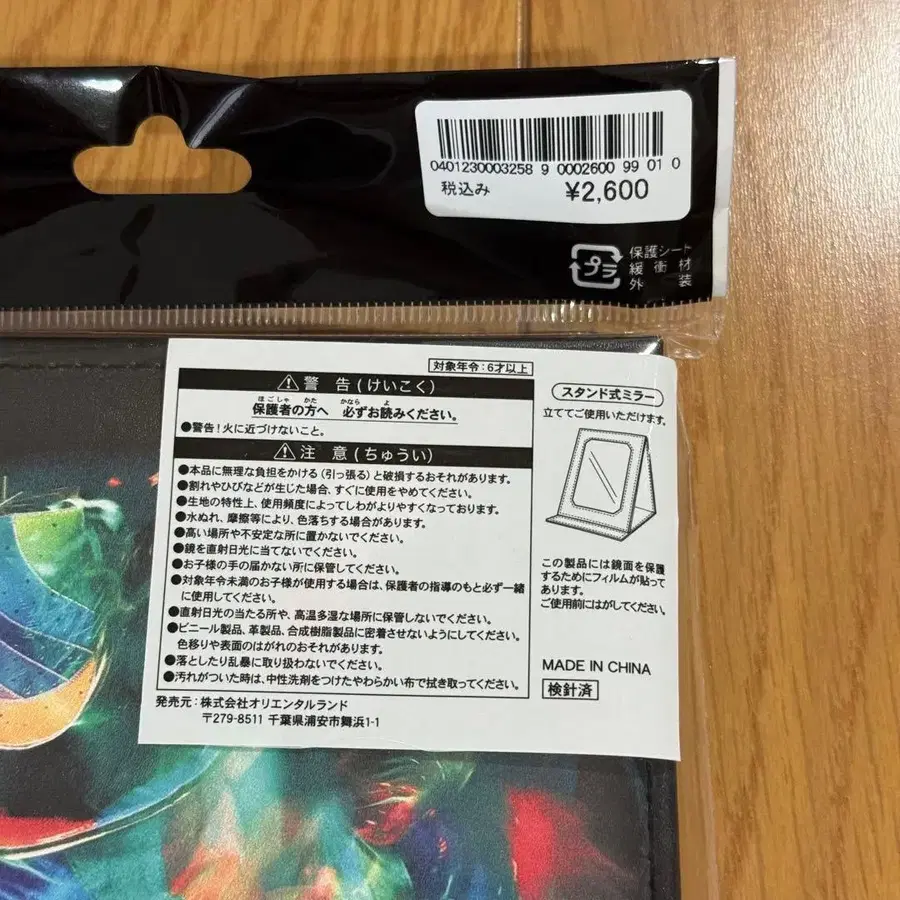 0401230003258 9 0002600 99 01 0
税込み ¥2,600
プラ
保護シート
緩衝材
外装
対象年令:6才以上
警告(けいこく)
ほごしゃ かた かなら よ
保護者の方へ 必ずお読みください。
●警告!火に近づけないこと。
注意(ちゅうい)
●本品に無理な負担をかける(引っ張る)と破損するおそれがあります。
●割れやひびなどが生じた場合、すぐに使用をやめてください。
●生地の特性上、使用頻度によってしわがよりやすくなっております。
●水ぬれ、摩擦等により、色落ちする場合があります。
●高い場所や不安定な所に置かないでください。
●鏡を直射日光に当てないでください。
●お子様の手の届かない所に保管してください。
●対象年令未満のお子様が使用する場合は、保護者の指導のもと必ず一緒
に使用してください。
●直射日光の当たる所や、高温多湿な場所に保管しないでください。
●ビニール製品、革製品、合成樹脂製品に密着させないようにしてください。
色移りや表面のはがれのおそれがあります。
●落としたり乱暴に取り扱わないでください。
●汚れがついた時は、中性洗剤をつけたやわらかい布で拭き取ってください。
発売元:株式会社オリエンタルランド
〒279-8511 千葉県浦安市舞浜1-1
スタンド式ミラー
立ててご使用いただけます。
この製品には鏡面を保護
するためにフィルムが貼って
あります。
ご使用前にはがしてください。
MADE IN CHINA
検針済